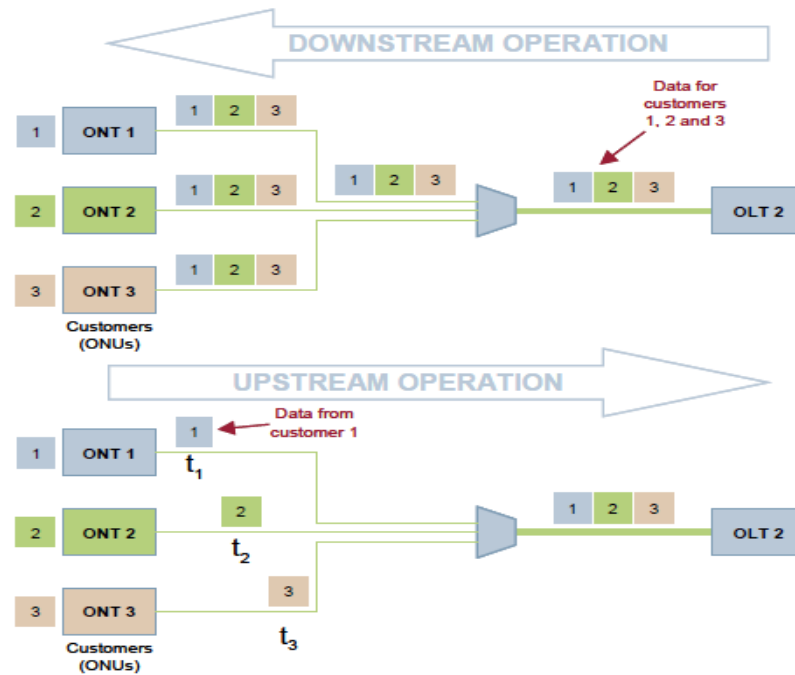 DOWNSTREAM OPERATION
Data for
customers
1, 2 and 3
1 2 3
1 ONT 1
1 2 3
1 2 3
1 2 3
2 ONT 2
OLT 2
1 2 3
3 ONT 3
Customers
(ONUs)
UPSTREAM OPERATION
Data from
customer 1
1
1 ONT 1
t1
2
1 2 3
2 ONT 2
OLT 2
t2
3
3 ONT 3
t3
Customers
(ONUs)